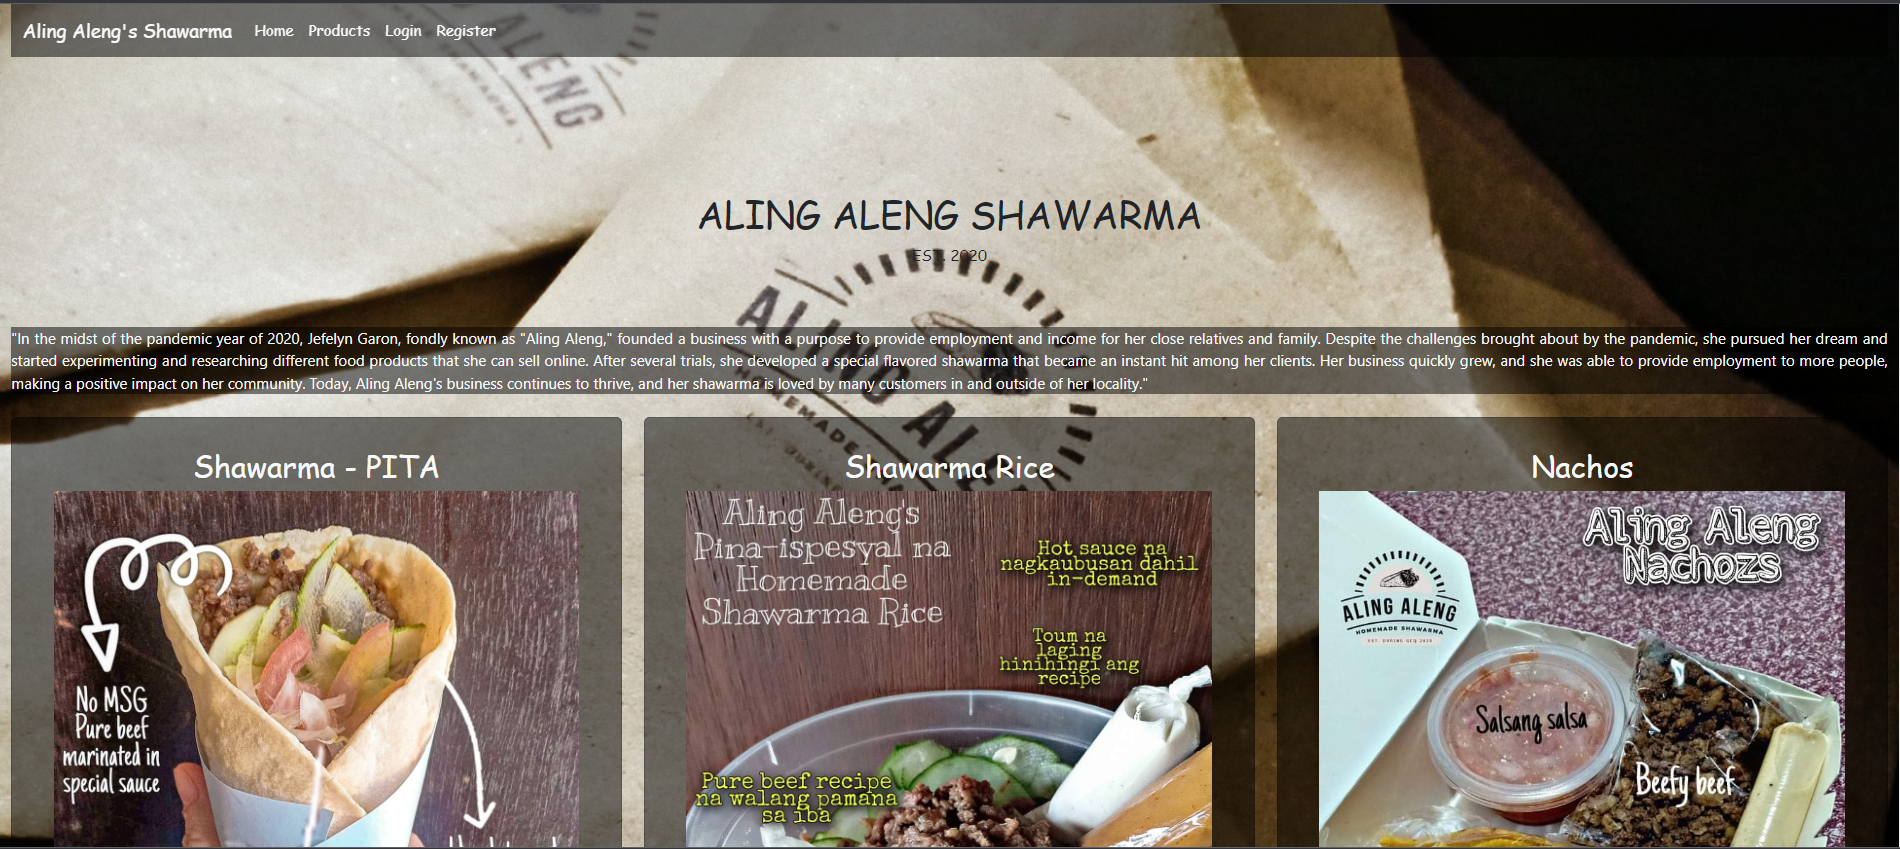 Aling Aleng's Shawarma Home Products Login Register
ALENG
ALING ALENG SHAWARMA
EST. 2020
ALING
"In the midst of the pandemic year of 2020, Jefelyn Garon, fondly known as "Aling Aleng," founded a business with a purpose to provide employment and income for her close relatives and family. Despite the challenges brought about by the pandemic, she pursued her dream and
started experimenting and researching different food products that she can sell online. After several trials, she developed a special flavored shawarma that became an instant hit among her clients. Her business quickly grew, and she was able to provide employment to more people,
making a positive impact on her community. Today, Aling Aleng's business continues to thrive, and her shawarma is loved by many customers in and outside of her locality."
ALING ALENG
HOMEMADE
Shawarma - PITA
No MSG
Pure beef
marinated in
special sauce
Shawarma Rice
Aling Aleng's
Pina-ispesyal na
Homemade
Shawarma Rice
Hot sauce na
nagkaubusan dahil
in-demand
Toum na
laging
hinihingi ang
recipe
Pure beef recipe
na walang pamana
sa iba
Nachos
Aling Aleng
Nachozs
ALING ALENG
HOMEMADE SHAWARMA
EST. DURING GCQ 2020
Salsang salsa
Beefy beef